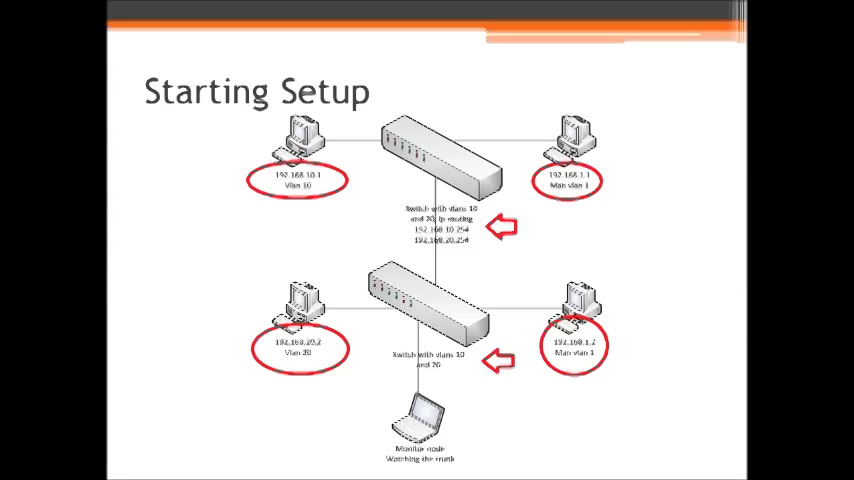 Starting Setup
192.168.10.1
Vlan 10
192.168.1.1
Man vlan 1
Switch with vlans 10
and 20, ip routing
192.168.10.254
192.168.20.254
192.168.20.2
Vlan 20
192.168.1.2
Man vlan 1
Switch with vlans 10
and 20
Monitor node
Watching the trunk